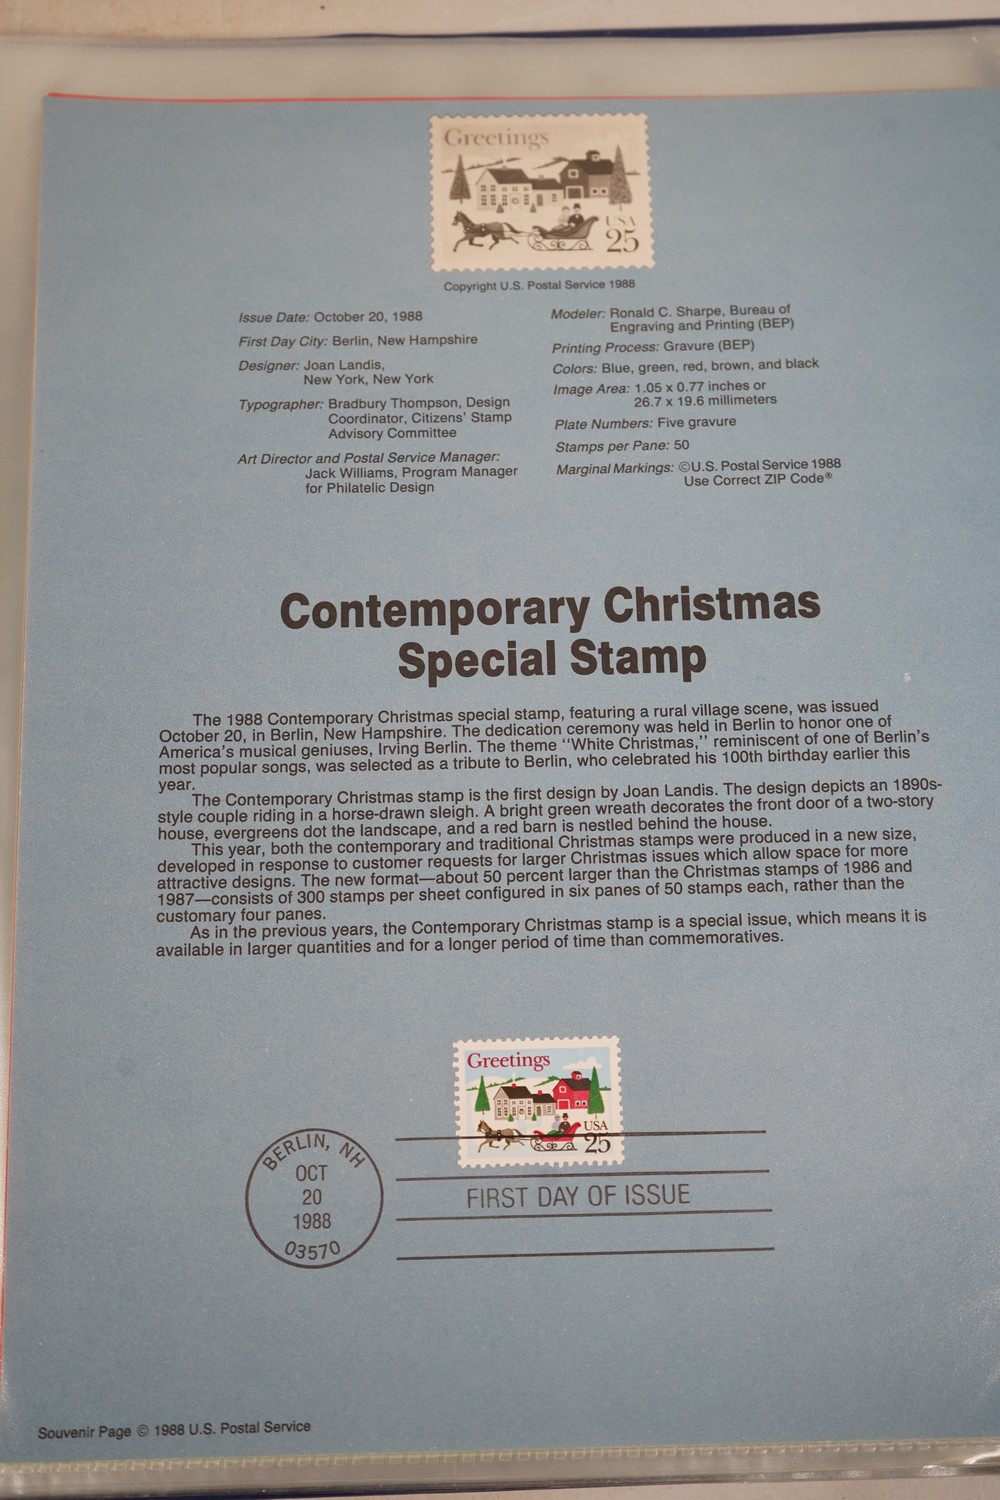 Greetings
USA
25
Copyright U.S. Postal Service 1988
Issue Date: October 20, 1988
First Day City: Berlin, New Hampshire
Designer: Joan Landis,
New York, New York
Typographer: Bradbury Thompson, Design
Coordinator, Citizens' Stamp
Advisory Committee
Art Director and Postal Service Manager:
Jack Williams, Program Manager
for Philatelic Design
Modeler: Ronald C. Sharpe, Bureau of
Engraving and Printing (BEP)
Printing Process: Gravure (BEP)
Colors: Blue, green, red, brown, and black
Image Area: 1.05 x 0.77 inches or
26.7 x 19.6 millimeters
Plate Numbers: Five gravure
Stamps per Pane: 50
Marginal Markings: ©U.S. Postal Service 1988
Use Correct ZIP Code®
Contemporary Christmas
Special Stamp
The 1988 Contemporary Christmas special stamp, featuring a rural village scene, was issued
October 20, in Berlin, New Hampshire. The dedication ceremony was held in Berlin to honor one of
America's musical geniuses, Irving Berlin. The theme "White Christmas," reminiscent of one of Berlin's
most popular songs, was selected as a tribute to Berlin, who celebrated his 100th birthday earlier this
year.
The Contemporary Christmas stamp is the first design by Joan Landis. The design depicts an 1890s-
style couple riding in a horse-drawn sleigh. A bright green wreath decorates the front door of a two-story
house, evergreens dot the landscape, and a red barn is nestled behind the house.
This year, both the contemporary and traditional Christmas stamps were produced in a new size,
developed in response to customer requests for larger Christmas issues which allow space for more
attractive designs. The new format—about 50 percent larger than the Christmas stamps of 1986 and
1987—consists of 300 stamps per sheet configured in six panes of 50 stamps each, rather than the
customary four panes.
As in the previous years, the Contemporary Christmas stamp is a special issue, which means it is
available in larger quantities and for a longer period of time than commemoratives.
Greetings
USA
25
BERLIN, NH
OCT
20
1988
03570
FIRST DAY OF ISSUE
Souvenir Page © 1988 U.S. Postal Service